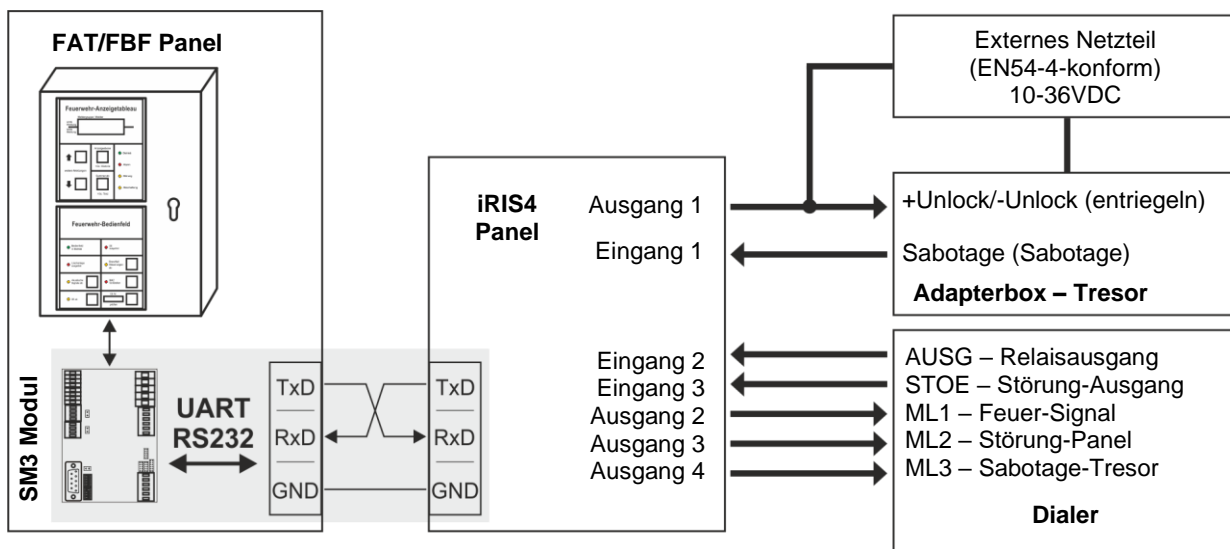 FAT/FBF Panel
Feuerwehr-Anzeigetableau
Feuerwehr-Bedienfeld
SM3 Modul
UART
RS232
TxD
RxD
GND
TxD
RxD
GND
iRIS4
Panel
Ausgang 1
Eingang 1
Eingang 2
Eingang 3
Ausgang 2
Ausgang 3
Ausgang 4
Externes Netzteil
(EN54-4-konform)
10-36VDC
+Unlock/-Unlock (entriegeln)
Sabotage (Sabotage)
Adapterbox – Tresor
AUSG – Relaisausgang
STOE – Störung-Ausgang
ML1 – Feuer-Signal
ML2 – Störung-Panel
ML3 – Sabotage-Tresor
Dialer